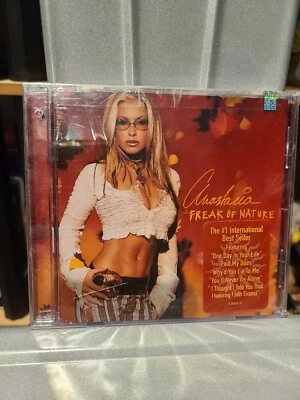 Anastacia
FREAK OF NATURE
The #1 International
Best Seller
Featuring
"One Day In Your Life"
"Paid My Dues"
"Why'd You Lie To Me"
"You'll Never Be Alone"
"I Thought I Told You That
(featuring Faith Evans)"